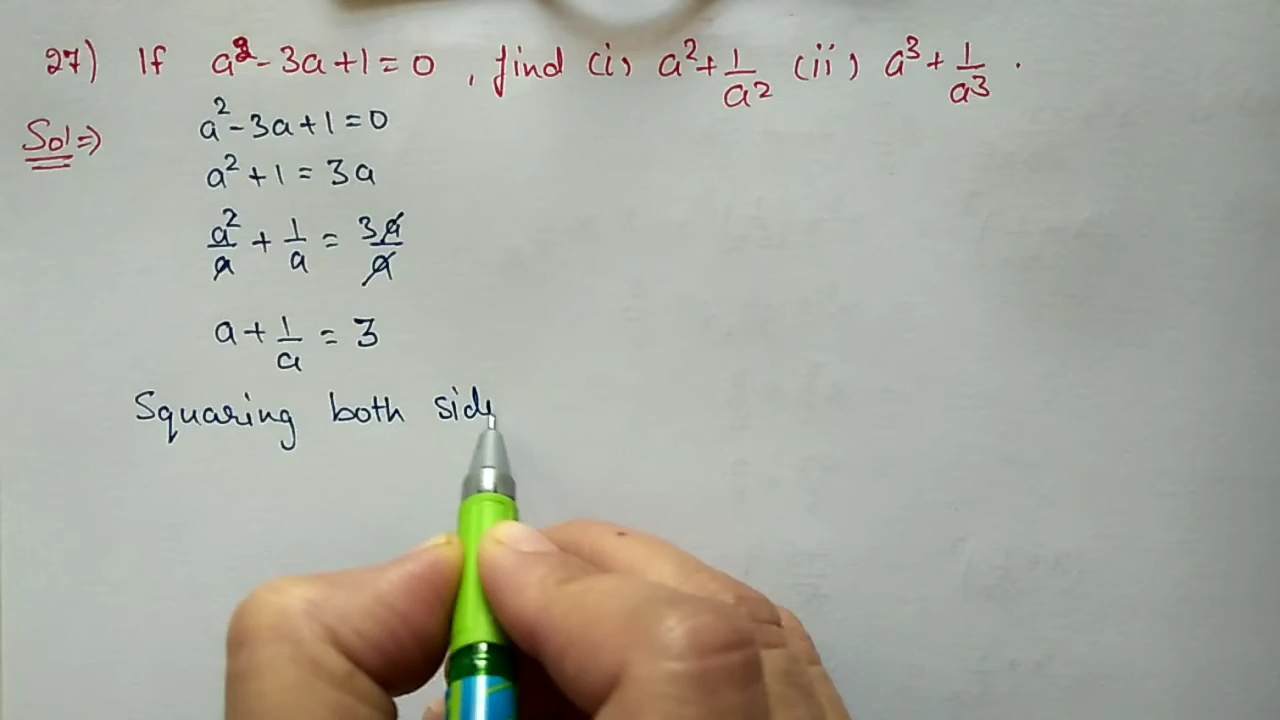 27) If a²-3a+1=0, find (i) a²+1/a² (ii) a³+1/a³.
Sol⇒ a²-3a+1=0
a²+1=3a
a²/a + 1/a = 3a/a
a+1/a = 3
Squaring both side